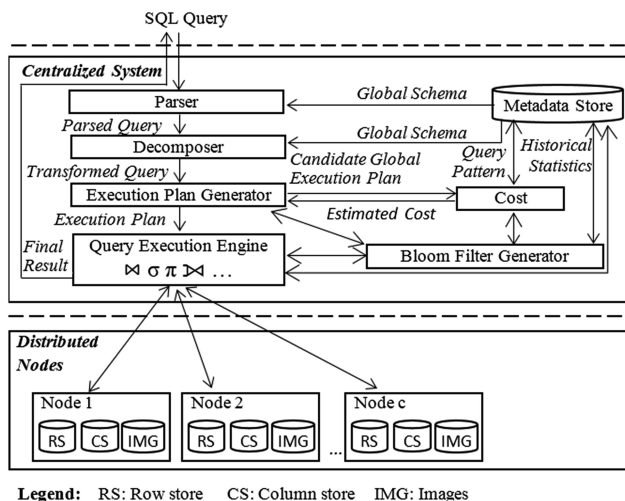 SQL Query
Centralized System
Parser
Global Schema
Metadata Store
Parsed Query
Global Schema
Decomposer
Transformed Query
Candidate Global
Execution Plan
Query
Pattern
Historical
Statistics
Execution Plan Generator
Cost
Execution Plan
Estimated Cost
Final
Result
Query Execution Engine
⋈ σ π ⟕ …
Bloom Filter Generator
Distributed
Nodes
Node 1
Node 2
Node c
RS CS IMG
RS CS IMG
...
RS CS IMG
Legend: RS: Row store CS: Column store IMG: Images